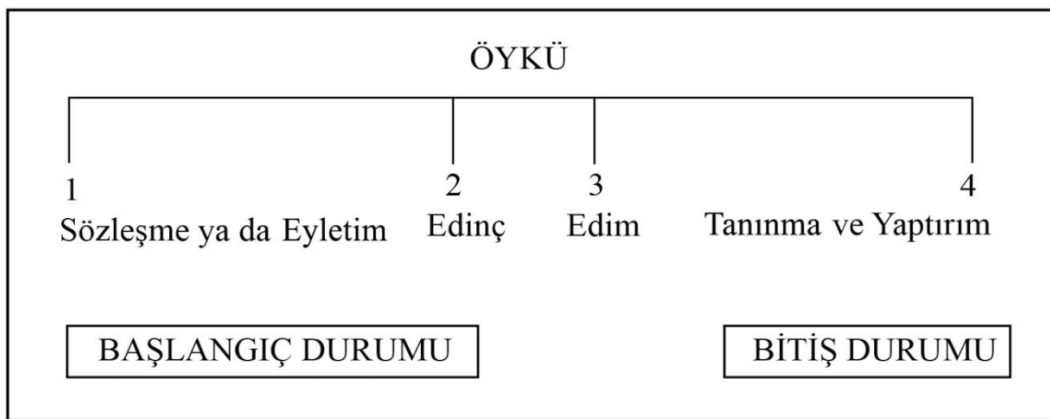 ÖYKÜ
1 2 3 4
Sözleşme ya da Eyletim Edinç Edim Tanınma ve Yaptırım
BAŞLANGIÇ DURUMU BİTİŞ DURUMU